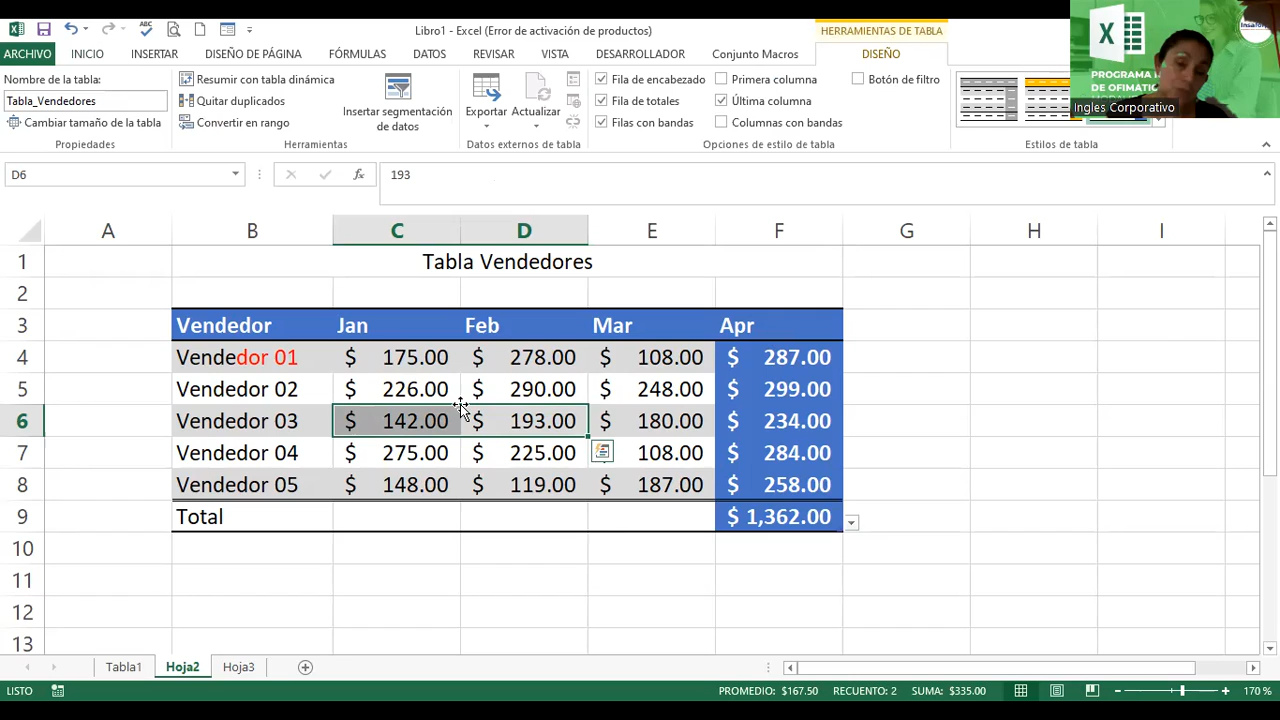 Libro1 - Excel (Error de activación de productos)
HERRAMIENTAS DE TABLA
ARCHIVO INICIO INSERTAR DISEÑO DE PÁGINA FÓRMULAS DATOS REVISAR VISTA DESARROLLADOR Conjunto Macros DISEÑO
Nombre de la tabla:
Tabla_Vendedores
Cambiar tamaño de la tabla
Propiedades
Resumir con tabla dinámica
Quitar duplicados
Convertir en rango
Insertar segmentación
de datos
Herramientas
Exportar Actualizar
Datos externos de tabla
Fila de encabezado Primera columna Botón de filtro
Fila de totales Última columna
Filas con bandas Columnas con bandas
Opciones de estilo de tabla
Estilos de tabla
PROGRAMA
DE OFIMATIC
Ingles Corporativo
D6 fx 193
A B C D E F G H I
1 Tabla Vendedores
2
3 Vendedor Jan Feb Mar Apr
4 Vendedor 01 $ 175.00 $ 278.00 $ 108.00 $ 287.00
5 Vendedor 02 $ 226.00 $ 290.00 $ 248.00 $ 299.00
6 Vendedor 03 $ 142.00 $ 193.00 $ 180.00 $ 234.00
7 Vendedor 04 $ 275.00 $ 225.00 108.00 $ 284.00
8 Vendedor 05 $ 148.00 $ 119.00 $ 187.00 $ 258.00
9 Total $ 1,362.00
10
11
12
13
Tabla1 Hoja2 Hoja3
LISTO PROMEDIO: $167.50 RECUENTO: 2 SUMA: $335.00 170 %